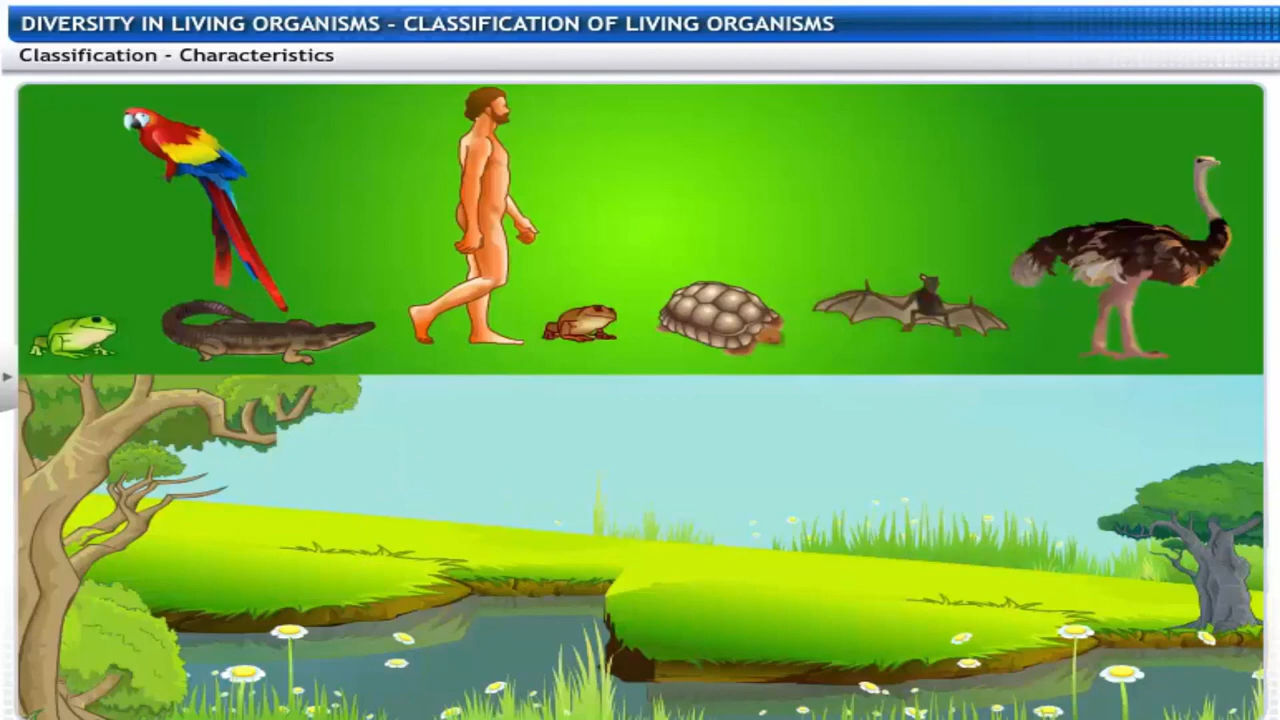 DIVERSITY IN LIVING ORGANISMS - CLASSIFICATION OF LIVING ORGANISMS
Classification - Characteristics